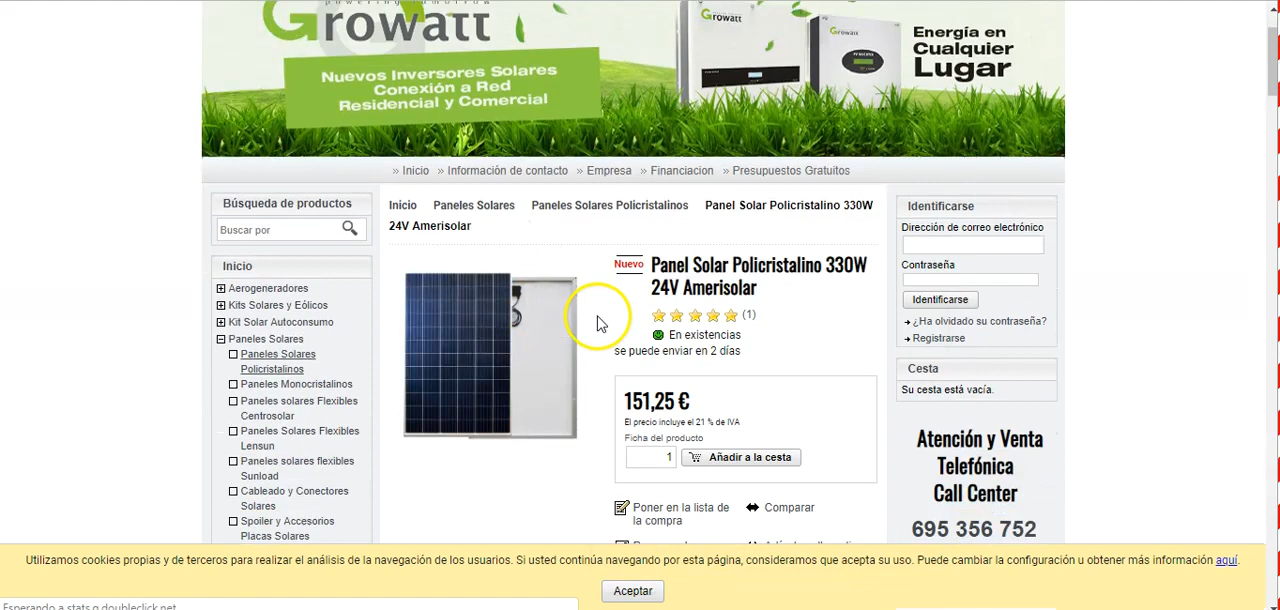 Growatt
Nuevos Inversores Solares
Conexión a Red
Residencial y Comercial
Growatt
Growatt
Energía en
Cualquier
Lugar
» Inicio » Información de contacto » Empresa » Financiacion » Presupuestos Gratuitos
Búsqueda de productos
Buscar por
Inicio
Aerogeneradores
Kits Solares y Eólicos
Kit Solar Autoconsumo
Paneles Solares
Paneles Solares
Policristalinos
Paneles Monocristalinos
Paneles solares Flexibles
Centrosolar
Paneles Solares Flexibles
Lensun
Paneles solares flexibles
Sunload
Cableado y Conectores
Solares
Spoiler y Accesorios
Placas Solares
Inicio Paneles Solares Paneles Solares Policristalinos Panel Solar Policristalino 330W
24V Amerisolar
Nuevo Panel Solar Policristalino 330W
24V Amerisolar
(1)
En existencias
se puede enviar en 2 días
151,25 €
El precio incluye el 21 % de IVA
Ficha del producto
1 Añadir a la cesta
Poner en la lista de
la compra
Comparar
Identificarse
Dirección de correo electrónico
Contraseña
Identificarse
¿Ha olvidado su contraseña?
Registrarse
Cesta
Su cesta está vacía.
Atención y Venta
Telefónica
Call Center
695 356 752
Utilizamos cookies propias y de terceros para realizar el análisis de la navegación de los usuarios. Si usted continúa navegando por esta página, consideramos que acepta su uso. Puede cambiar la configuración u obtener más información aquí.
Aceptar
Esperando a stats.g.doubleclick.net